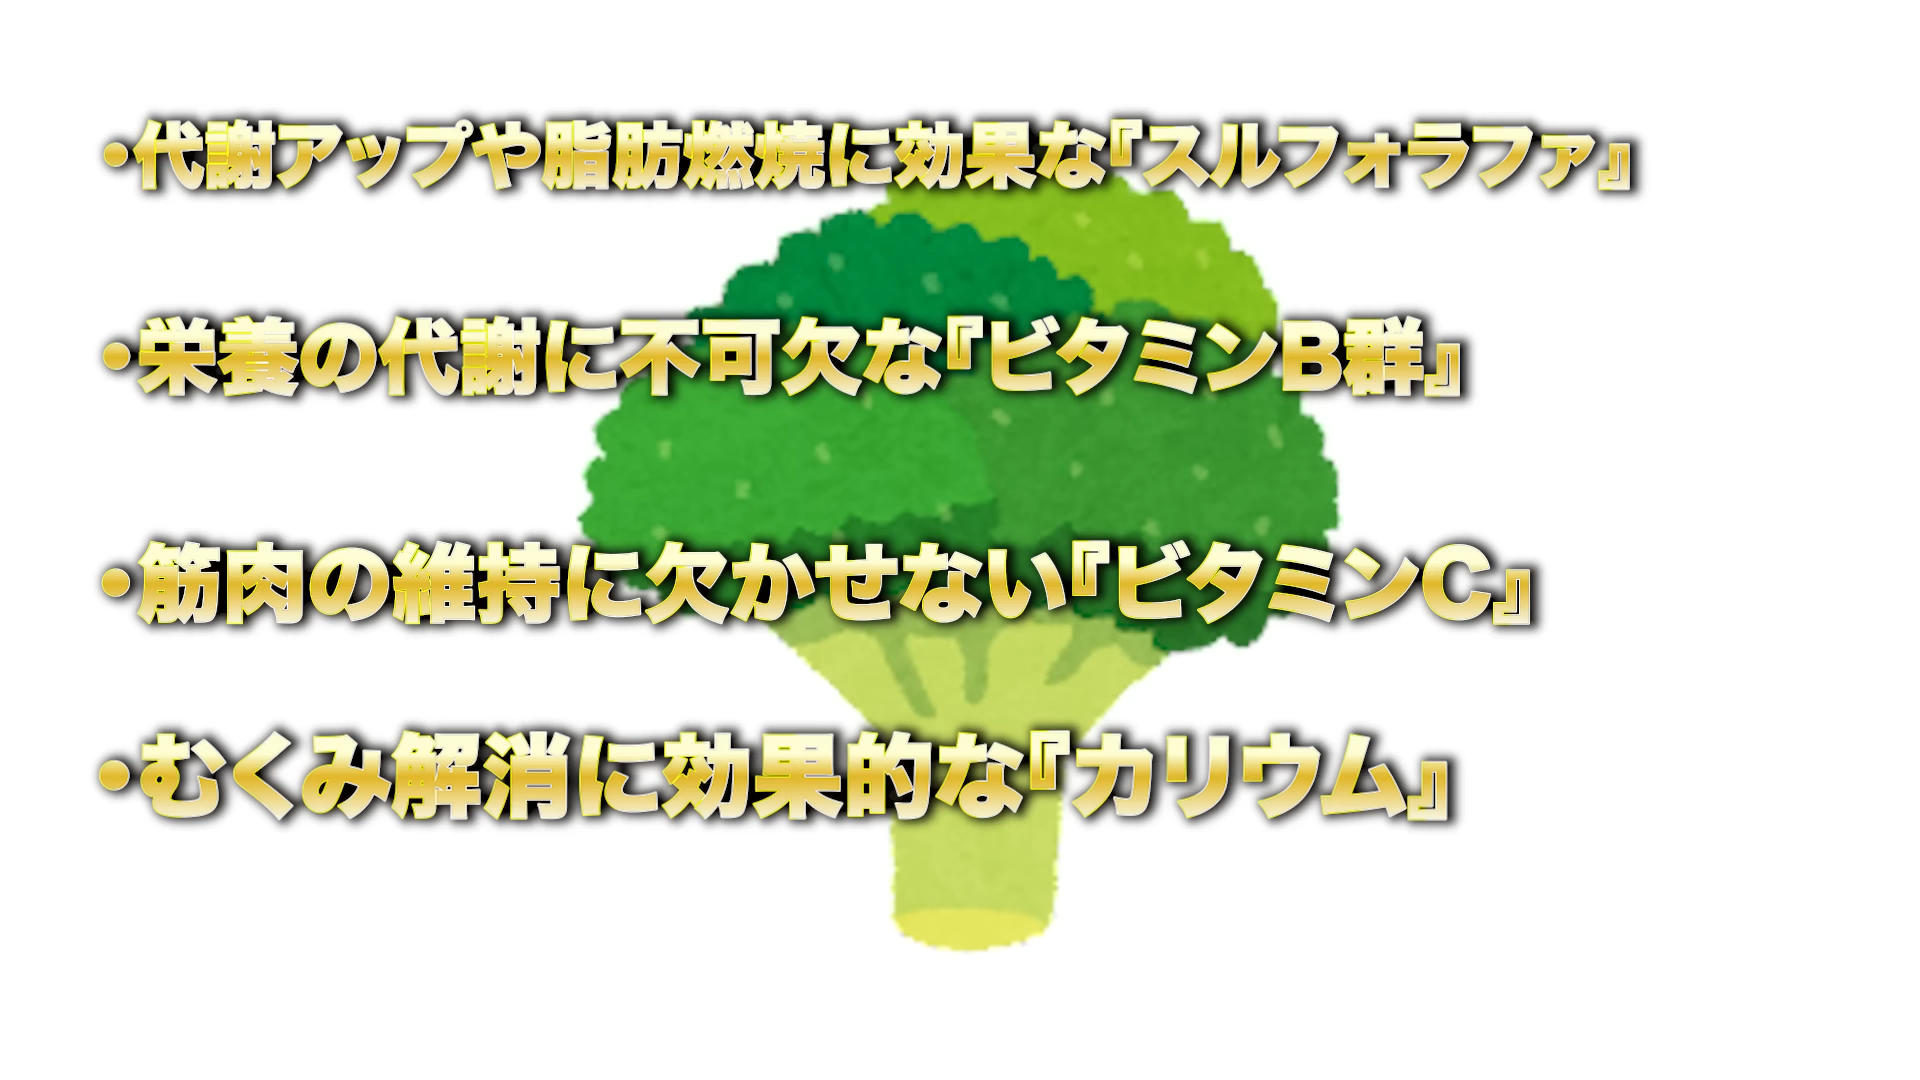 •代謝アップや脂肪燃焼に効果な『スルフォラファ』
•栄養の代謝に不可欠な『ビタミンB群』
•筋肉の維持に欠かせない『ビタミンC』
•むくみ解消に効果的な『カリウム』